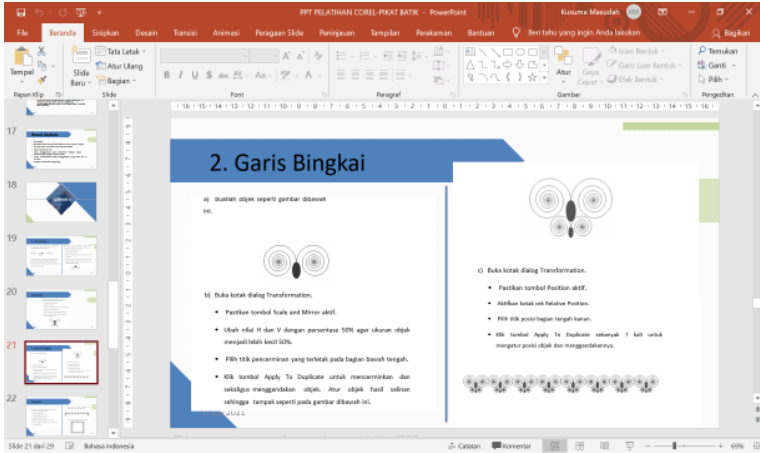 PPT PELATIHAN COREL-PIKAT BATIK - PowerPoint
Kusuma Masudah
KM
File
Beranda
Sisipkan
Desain
Transisi
Animasi
Peragaan Slide
Peninjauan
Tampilan
Perekaman
Bantuan
Beri tahu yang ingin Anda lakukan
Bagikan
Tempel
Slide
Baru
Tata Letak
Atur Ulang
Bagian
Atur
Gaya
Cepat
Isian Bentuk
Garis Luar Bentuk
Efek Bentuk
Temukan
Ganti
Pilih
Papan Klip
Slide
Font
Paragraf
Gambar
Pengeditan
17
18
19
20
21
22
2. Garis Bingkai
a) Buatlah objek seperti gambar dibawah
ini.
b) Buka kotak dialog Transformation.
• Pastikan tombol Scale and Mirror aktif.
• Ubah nilai H dan V dengan persentase 50% agar ukuran objek
menjadi lebih kecil 50%.
• Pilih titik pencerminan yang terletak pada bagian bawah tengah.
• Klik tombol Apply To Duplicate untuk mencerminkan dan
sekaligus menggandakan objek. Atur objek hasil salinan
sehingga tampak seperti pada gambar dibawah ini.
c) Buka kotak dialog Transformation.
• Pastikan tombol Position aktif.
• Aktifkan kotak cek Relative Position.
• Pilih titik posisi bagian tengah kanan.
• Klik tombol Apply To Duplicate sebanyak 7 kali untuk
mengatur posisi objek dan menggandakannya.
Slide 21 dari 29
Bahasa Indonesia
Catatan
Komentar
69%